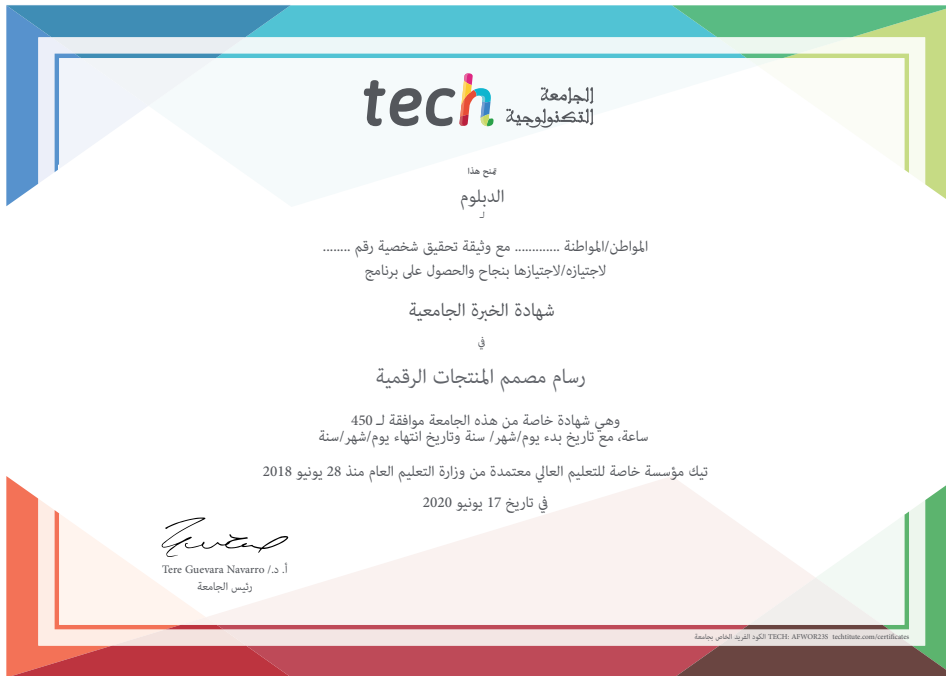 tech الجامعة
التكنولوجية
يمنح هذا
الدبلوم
لـ
المواطن/المواطنة ............. مع وثيقة تحقيق شخصية رقم ........
لاجتيازه/لاجتيازها بنجاح والحصول على برنامج
شهادة الخبرة الجامعية
في
رسام مصمم المنتجات الرقمية
وهي شهادة خاصة من هذه الجامعة موافقة لـ 450
ساعة، مع تاريخ بدء يوم/شهر/ سنة وتاريخ انتهاء يوم/شهر/سنة
تيك مؤسسة خاصة للتعليم العالي معتمدة من وزارة التعليم العام منذ 28 يونيو 2018
في تاريخ 17 يونيو 2020
أ. د./ Tere Guevara Navarro
رئيس الجامعة
الكود الفريد الخاص بجامعة TECH: AFWOR23S techtitute.com/certificates